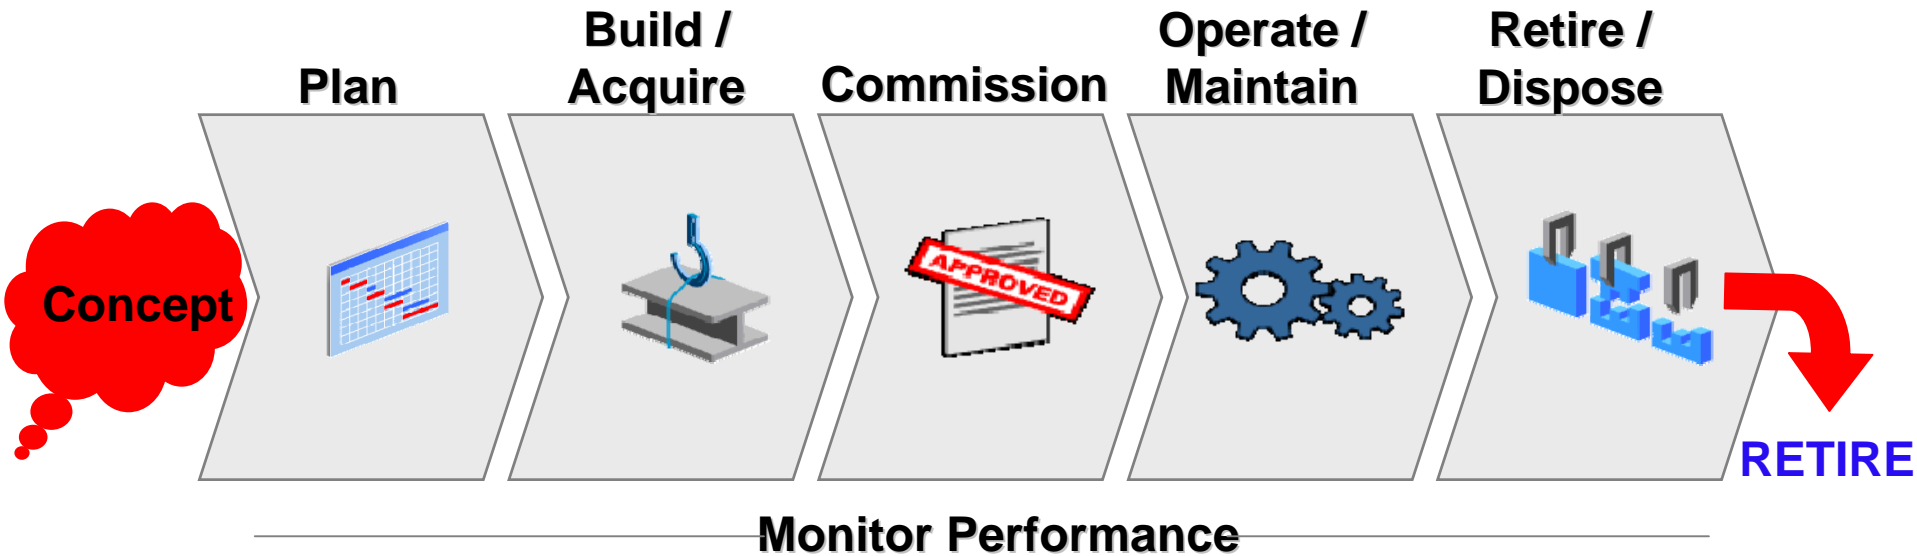 Plan
Build /
Acquire
Commission
Operate /
Maintain
Retire /
Dispose
Concept
APPROVED
RETIRE
Monitor Performance